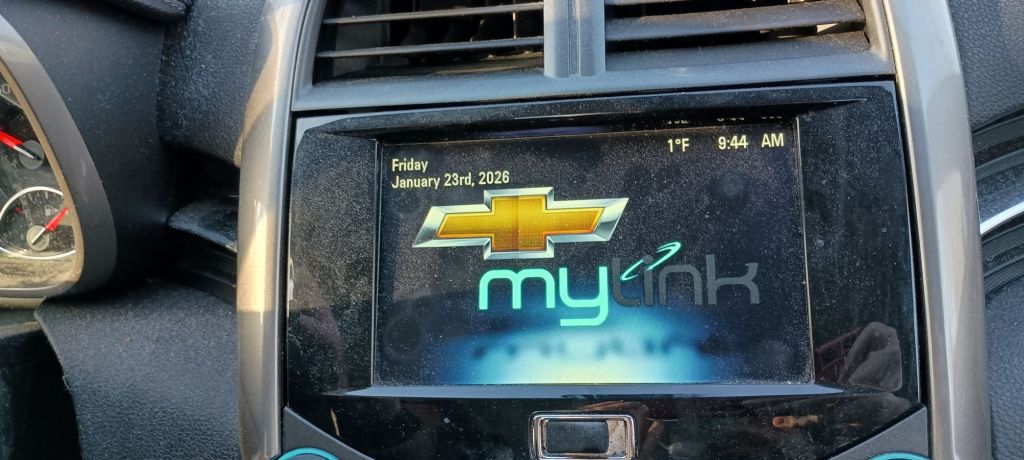 1°F 9:44 AM
Friday
January 23rd, 2026
mylink